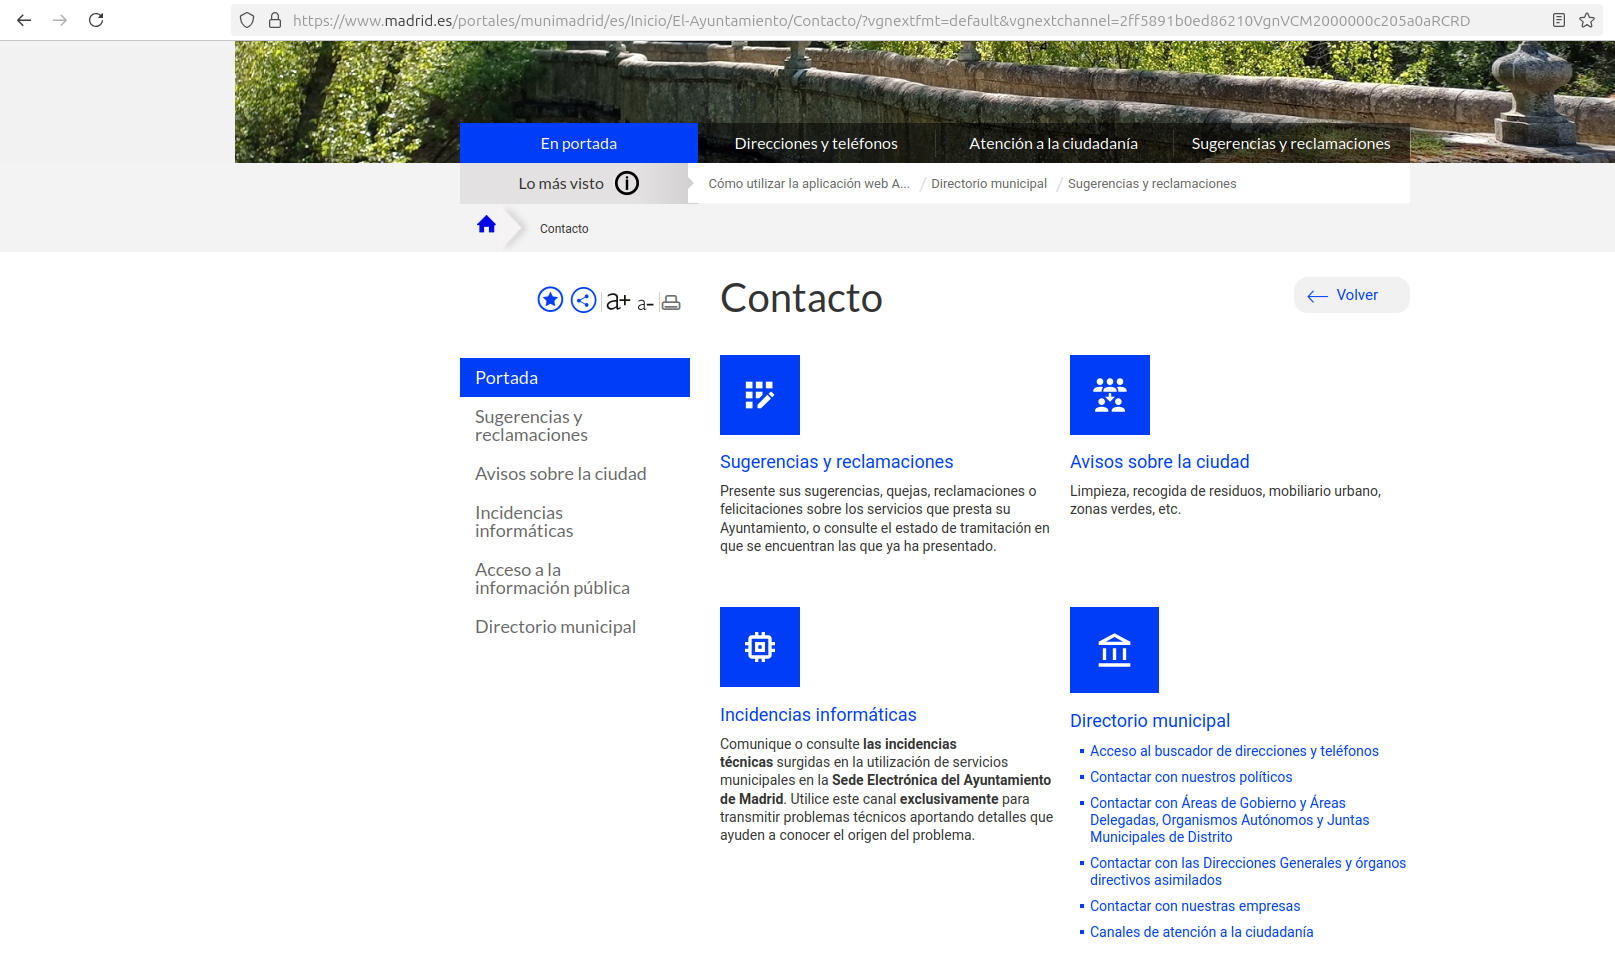 https://www.madrid.es/portales/munimadrid/es/Inicio/El-Ayuntamiento/Contacto/?vgnextfmt=default&vgnextchannel=2ff5891b0ed86210VgnVCM2000000c205a0aRCRD
En portada
Direcciones y teléfonos
Atención a la ciudadanía
Sugerencias y reclamaciones
Lo más visto
Cómo utilizar la aplicación web A... / Directorio municipal / Sugerencias y reclamaciones
Contacto
a+ a-
Contacto
Volver
Portada
Sugerencias y
reclamaciones
Avisos sobre la ciudad
Incidencias
informáticas
Acceso a la
información pública
Directorio municipal
Sugerencias y reclamaciones
Presente sus sugerencias, quejas, reclamaciones o
felicitaciones sobre los servicios que presta su
Ayuntamiento, o consulte el estado de tramitación en
que se encuentran las que ya ha presentado.
Avisos sobre la ciudad
Limpieza, recogida de residuos, mobiliario urbano,
zonas verdes, etc.
Incidencias informáticas
Comunique o consulte las incidencias
técnicas surgidas en la utilización de servicios
municipales en la Sede Electrónica del Ayuntamiento
de Madrid. Utilice este canal exclusivamente para
transmitir problemas técnicos aportando detalles que
ayuden a conocer el origen del problema.
Directorio municipal
Acceso al buscador de direcciones y teléfonos
Contactar con nuestros políticos
Contactar con Áreas de Gobierno y Áreas
Delegadas, Organismos Autónomos y Juntas
Municipales de Distrito
Contactar con las Direcciones Generales y órganos
directivos asimilados
Contactar con nuestras empresas
Canales de atención a la ciudadanía